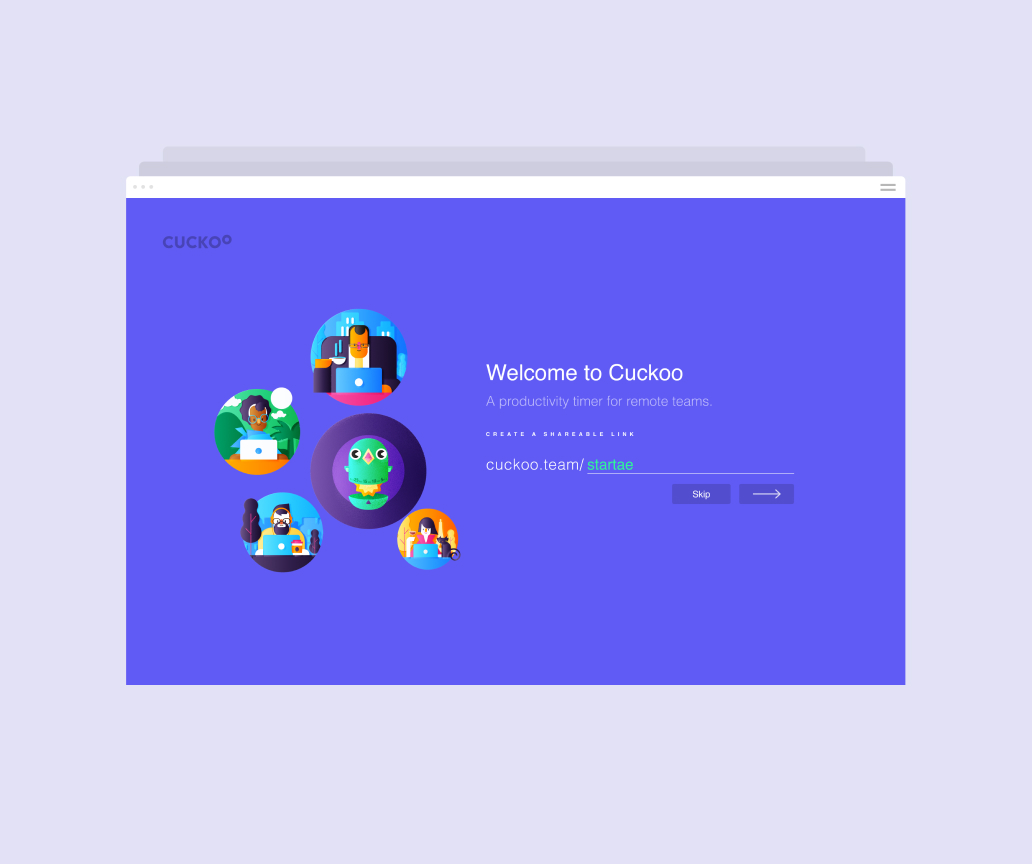 CUCKOO
Welcome to Cuckoo
A productivity timer for remote teams.
CREATE A SHAREABLE LINK
cuckoo.team/ startae
Skip